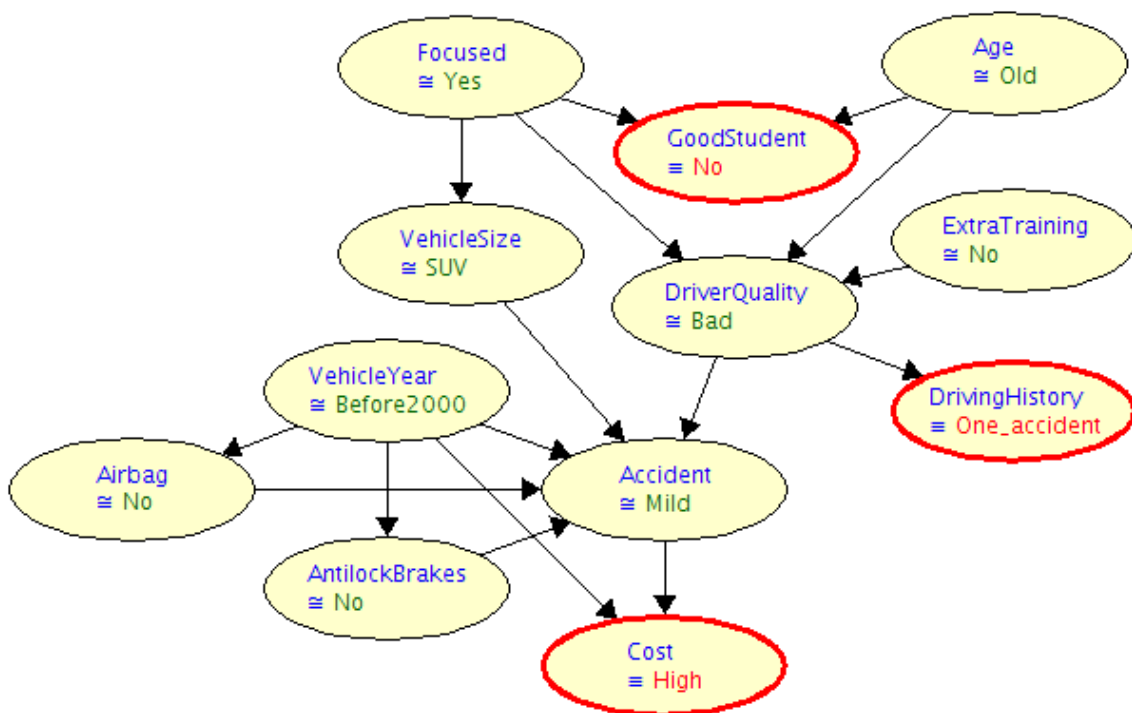 Focused
≅ Yes
Age
≅ Old
GoodStudent
≡ No
ExtraTraining
≅ No
VehicleSize
≅ SUV
DriverQuality
≅ Bad
VehicleYear
≅ Before2000
DrivingHistory
≡ One_accident
Airbag
≅ No
Accident
≅ Mild
AntilockBrakes
≅ No
Cost
≡ High